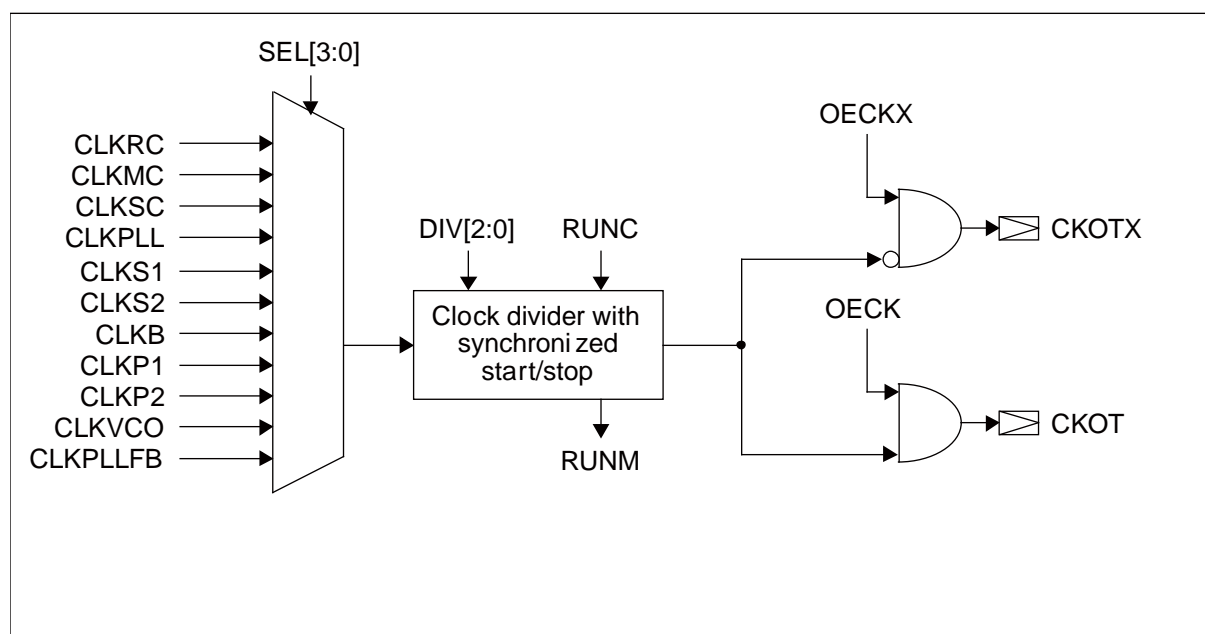 SEL[3:0]
CLKRC
CLKMC
CLKSC
CLKPLL
CLKS1
CLKS2
CLKB
CLKP1
CLKP2
CLKVCO
CLKPLLFB
DIV[2:0]
RUNC
Clock divider with
synchroni zed
start/stop
RUNM
OECKX
CKOTX
OECK
CKOT